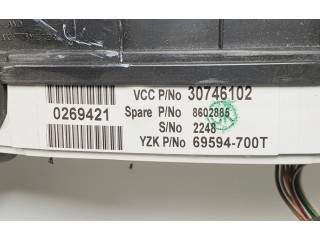 VCC P/No 30746102
0269421 Spare P/No 8602885
S/No 2248
YZK P/No 69594-700T